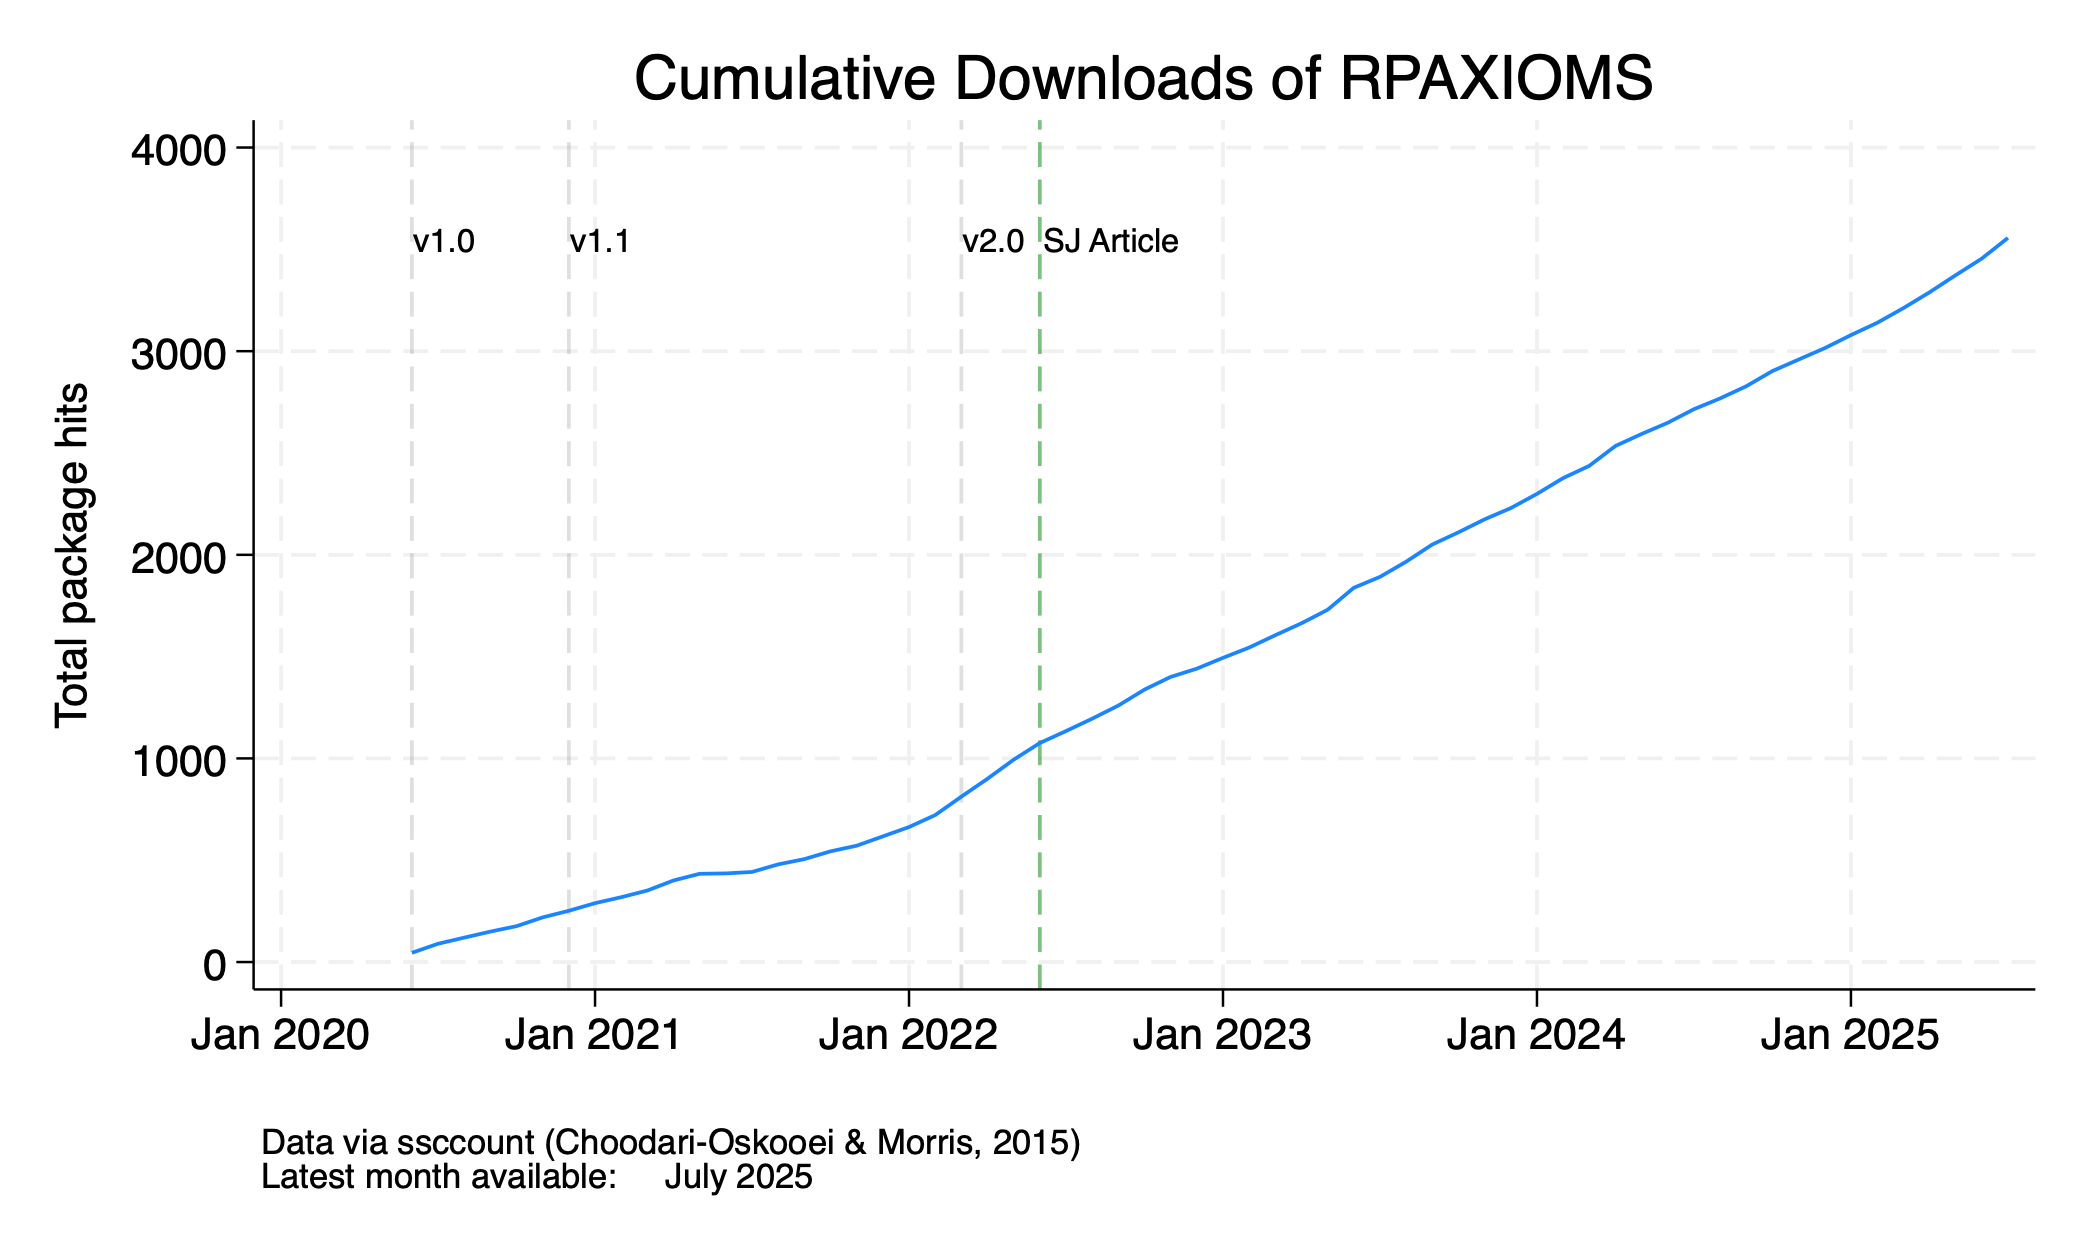 Cumulative Downloads of RPAXIOMS
Total package hits
4000
3000
2000
1000
0
v1.0
v1.1
v2.0
SJ Article
Jan 2020
Jan 2021
Jan 2022
Jan 2023
Jan 2024
Jan 2025
Data via ssccount (Choodari-Oskooei & Morris, 2015)
Latest month available: July 2025